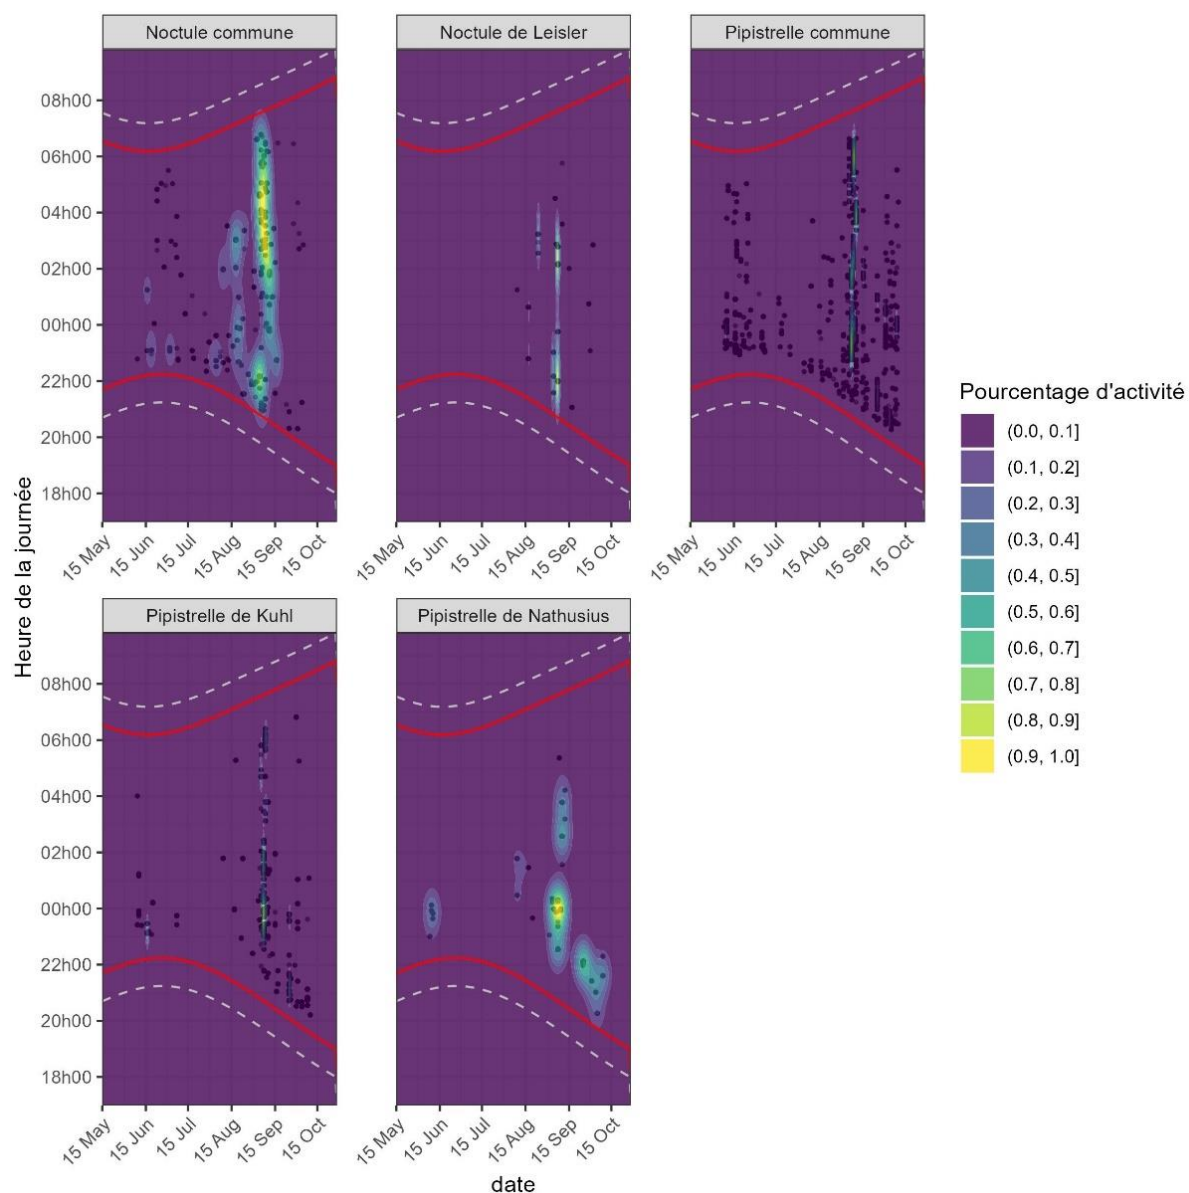 Noctule commune
Noctule de Leisler
Pipistrelle commune
08h00
06h00
04h00
02h00
00h00
22h00
20h00
18h00
15 May
15 Jun
15 Jul
15 Aug
15 Sep
15 Oct
15 May
15 Jun
15 Jul
15 Aug
15 Sep
15 Oct
15 May
15 Jun
15 Jul
15 Aug
15 Sep
15 Oct
Heure de la journée
Pipistrelle de Kuhl
Pipistrelle de Nathusius
08h00
06h00
04h00
02h00
00h00
22h00
20h00
18h00
15 May
15 Jun
15 Jul
15 Aug
15 Sep
15 Oct
15 May
15 Jun
15 Jul
15 Aug
15 Sep
15 Oct
date
Pourcentage d'activité
(0.0, 0.1]
(0.1, 0.2]
(0.2, 0.3]
(0.3, 0.4]
(0.4, 0.5]
(0.5, 0.6]
(0.6, 0.7]
(0.7, 0.8]
(0.8, 0.9]
(0.9, 1.0]